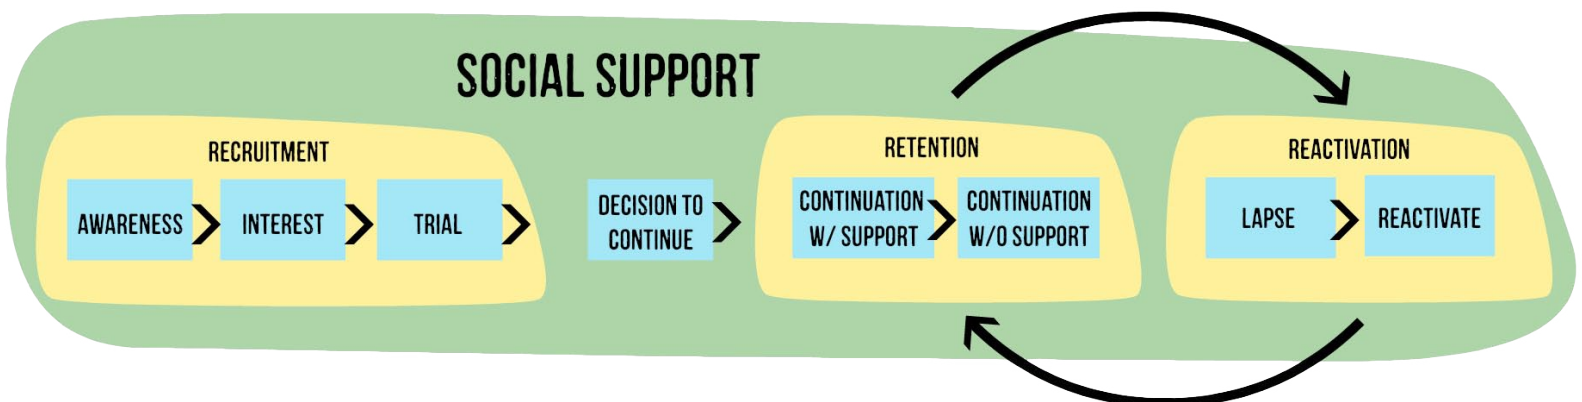 SOCIAL SUPPORT
RECRUITMENT
AWARENESS
INTEREST
TRIAL
DECISION TO
CONTINUE
RETENTION
CONTINUATION
W/ SUPPORT
CONTINUATION
W/O SUPPORT
REACTIVATION
LAPSE
REACTIVATE